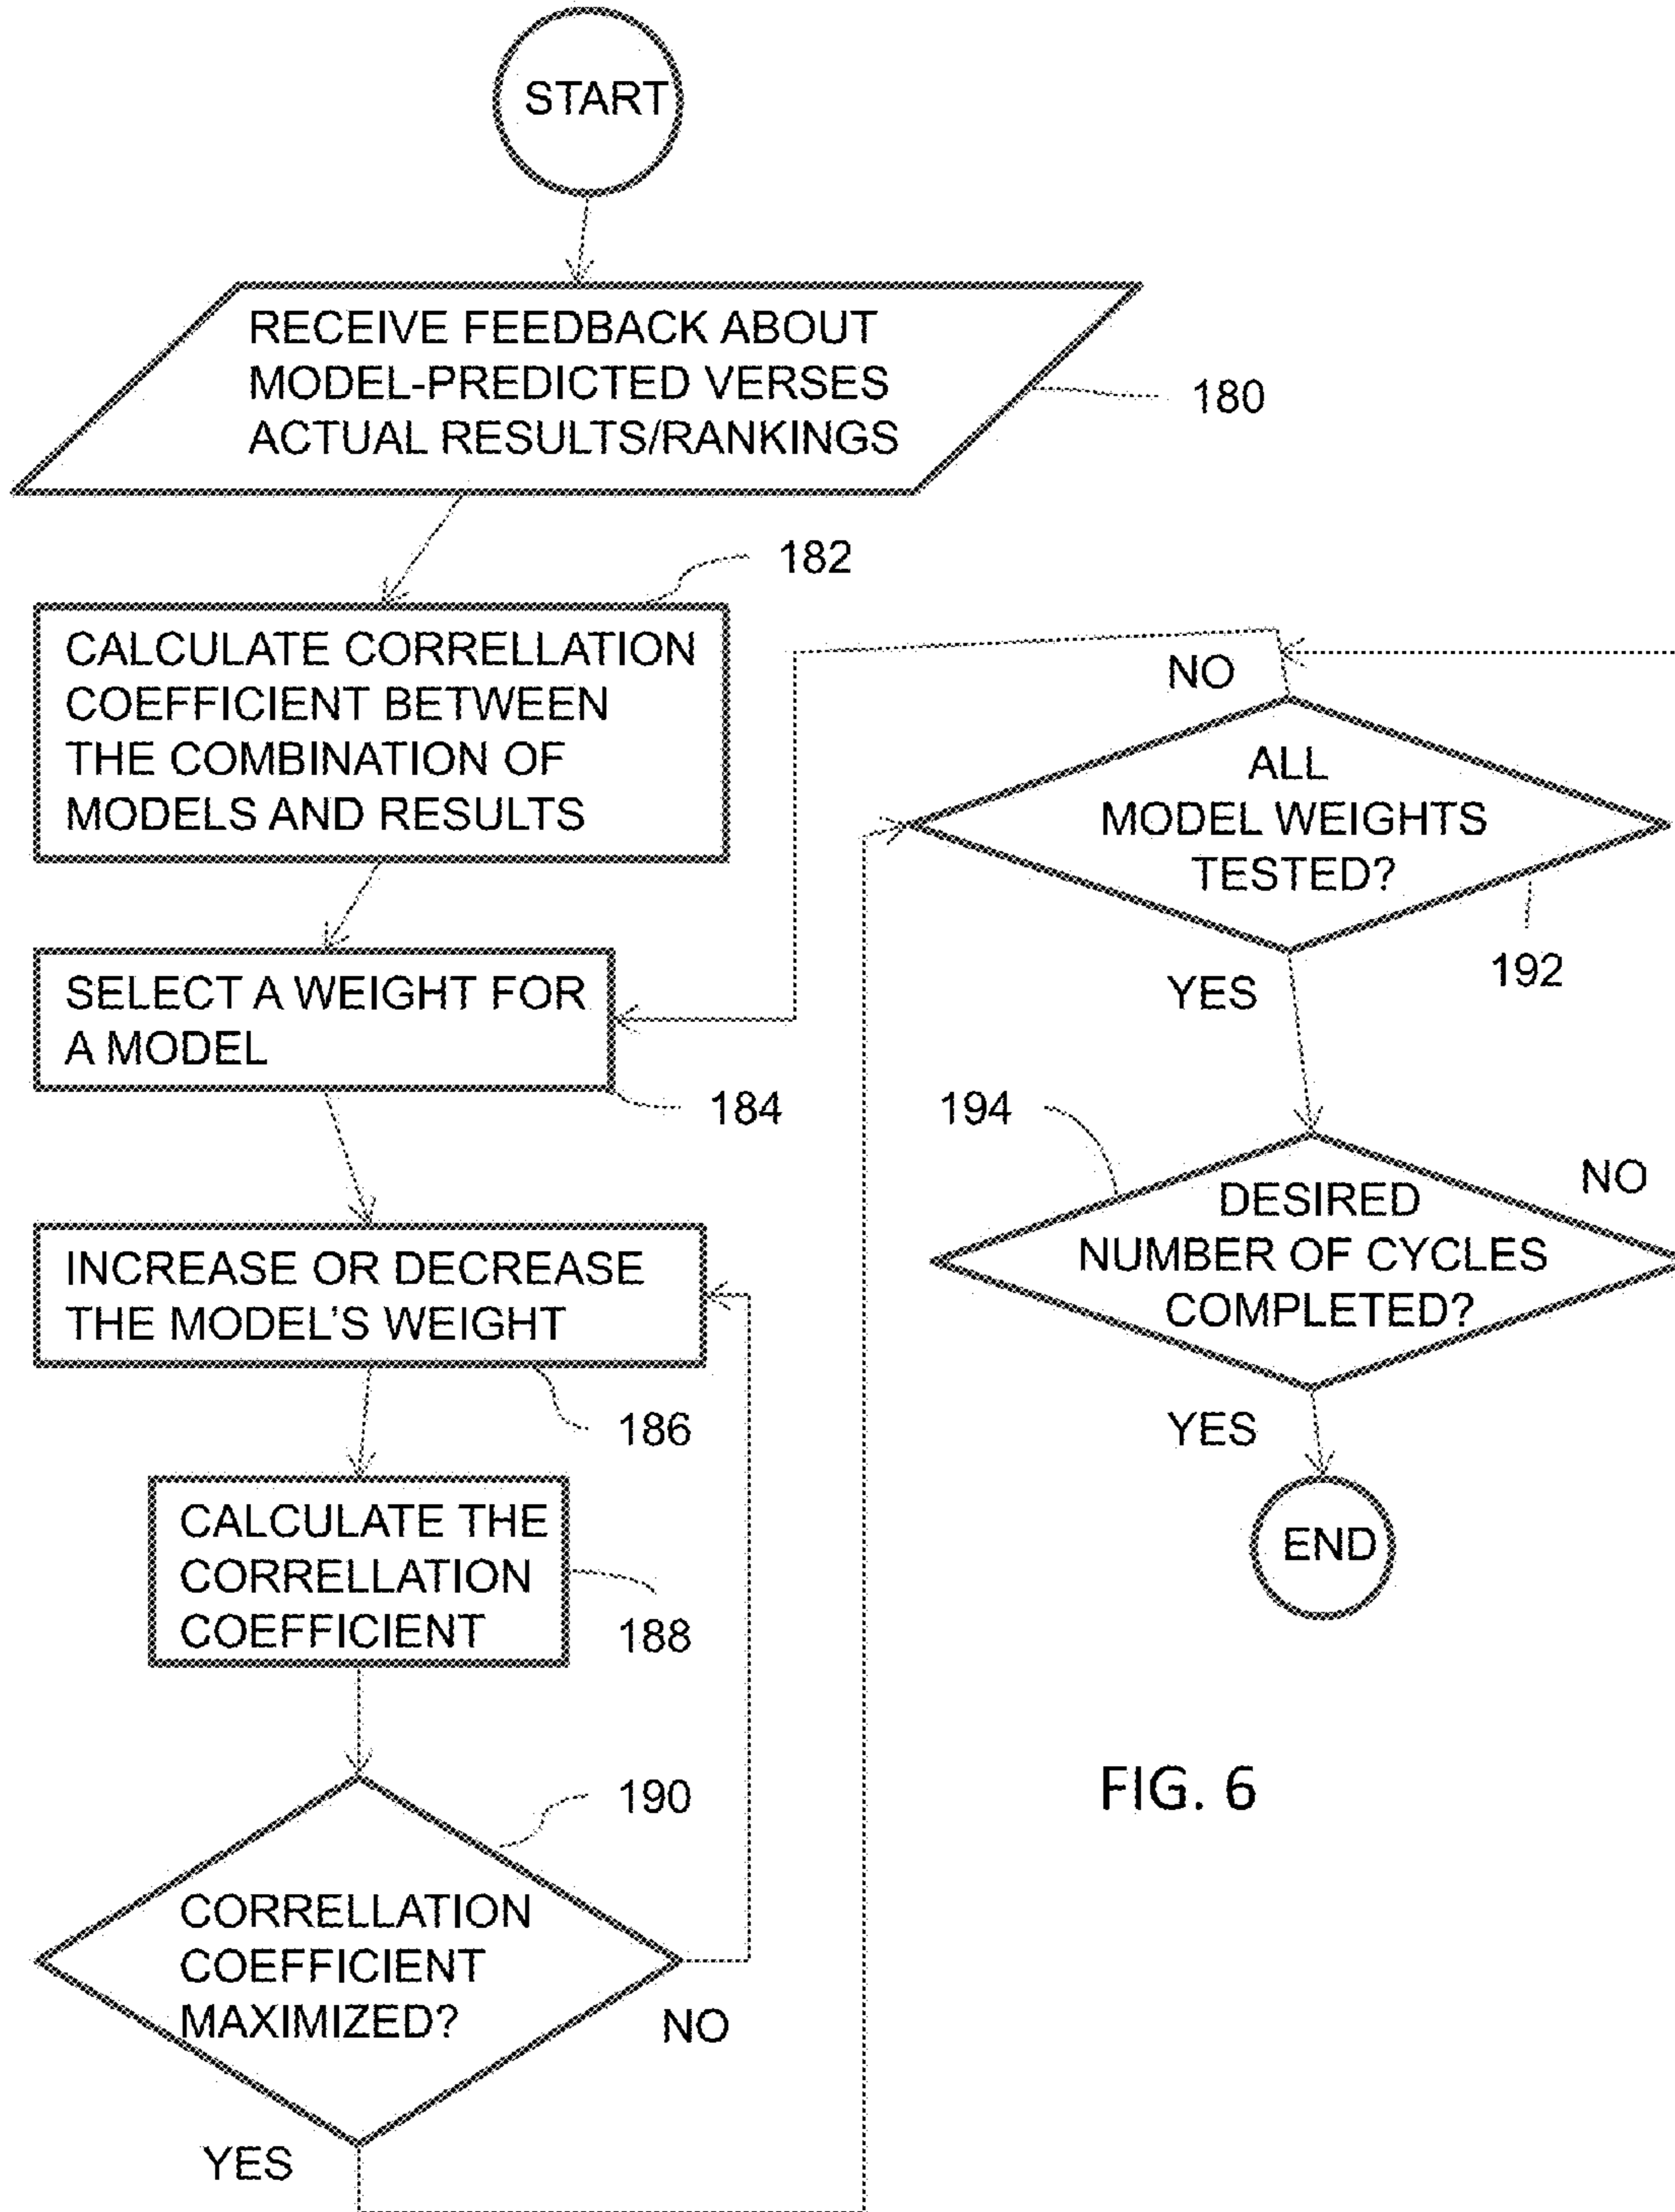 START
RECEIVE FEEDBACK ABOUT
MODEL-PREDICTED VERSES
ACTUAL RESULTS/RANKINGS
180
182
CALCULATE CORRELLATION
COEFFICIENT BETWEEN
THE COMBINATION OF
MODELS AND RESULTS
SELECT A WEIGHT FOR
A MODEL
184
INCREASE OR DECREASE
THE MODEL'S WEIGHT
186
CALCULATE THE
CORRELLATION
COEFFICIENT
188
190
CORRELLATION
COEFFICIENT
MAXIMIZED?
NO
YES
NO
ALL
MODEL WEIGHTS
TESTED?
192
YES
194
NO
DESIRED
NUMBER OF CYCLES
COMPLETED?
YES
END
FIG. 6